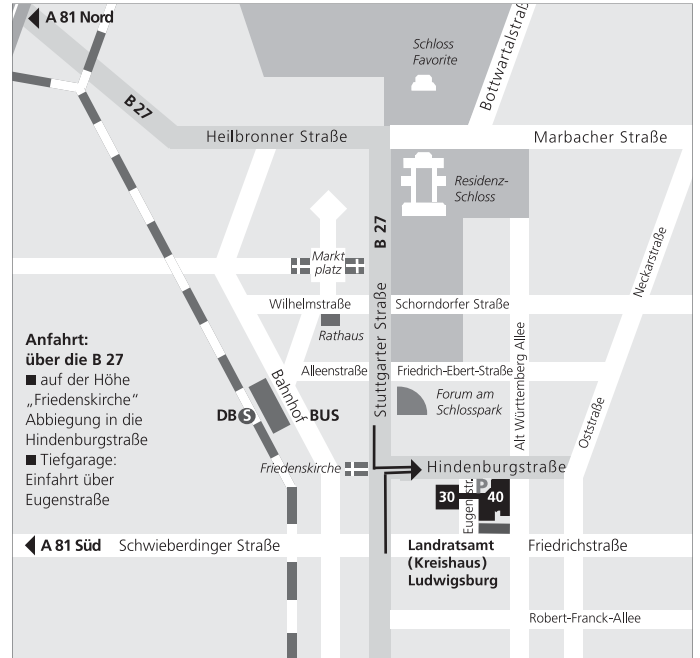 A 81 Nord
Schloss
Favorite
Bottwartalstraß
B 27
Heilbronner Straße
Marbacher Straße
Residenz-
Schloss
B 27
Markt
platz
Neckarstraße
Wilhelmstraße
Schorndorfer Straße
Rathaus
Stuttgarter Straße
Alt Württemberg Allee
Anfahrt:
über die B 27
■ auf der Höhe
„Friedenskirche“
Abbiegung in die
Hindenburgstraße
■ Tiefgarage:
Einfahrt über
Eugenstraße
Alleenstraße
Friedrich-Ebert-Straße
Bahnhof
DB S
BUS
Forum am
Schlosspark
Oststraße
Friedenskirche
Hindenburgstraße
Eugenstr.
P
30
40
A 81 Süd
Schwieberdinger Straße
Landratsamt
(Kreishaus)
Ludwigsburg
Friedrichstraße
Robert-Franck-Allee